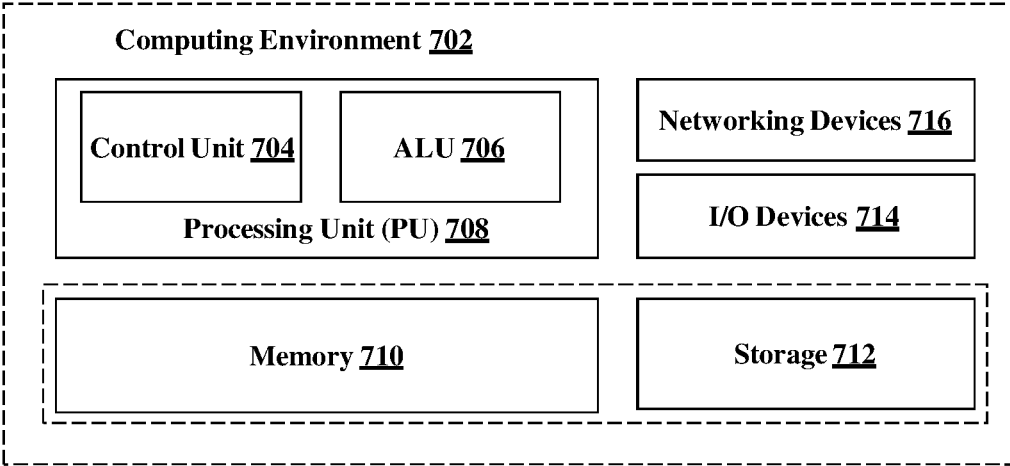 Computing Environment 702
Control Unit 704
ALU 706
Processing Unit (PU) 708
Networking Devices 716
I/O Devices 714
Memory 710
Storage 712